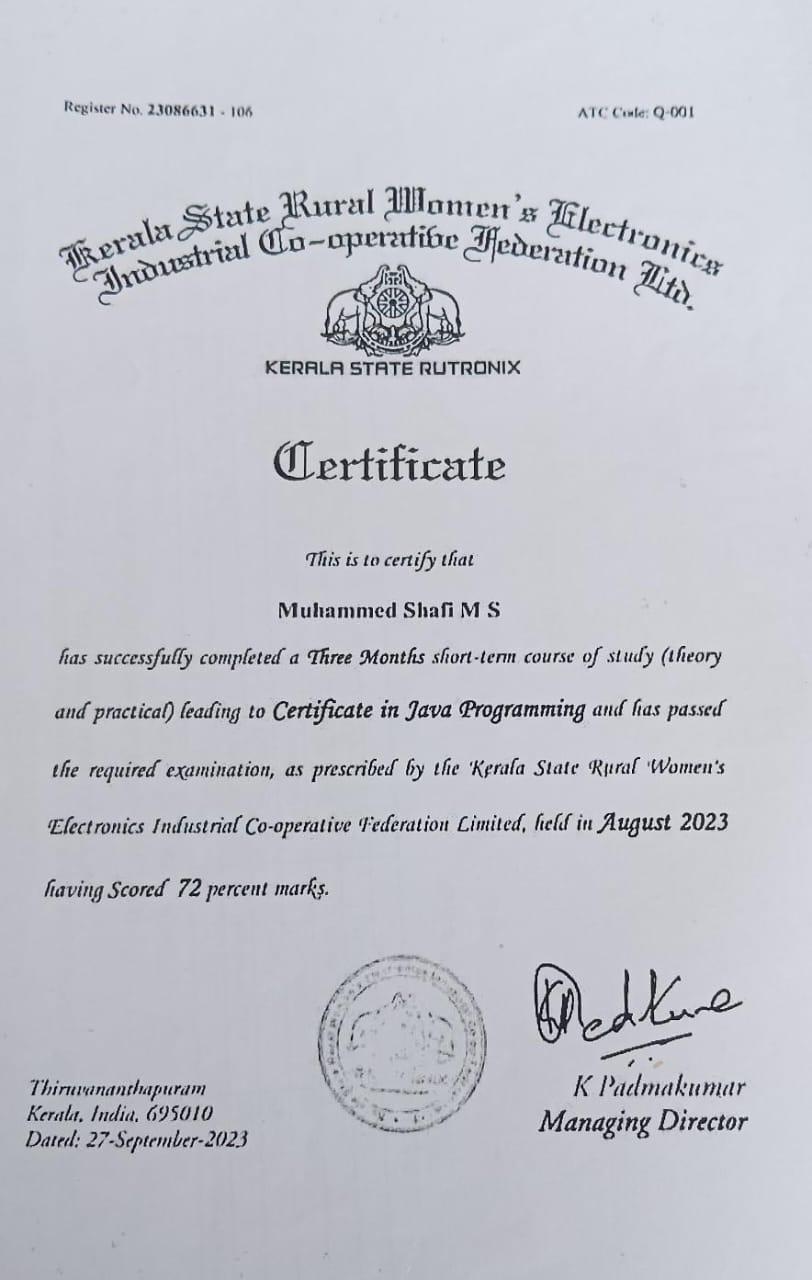 Register No. 23086631 - 106
ATC Code: Q-001
Kerala State Rural Women's Electronics
Industrial Co-operative Federation Ltd.
KERALA STATE RUTRONIX
Certificate
This is to certify that
Muhammed Shafi M S
has successfully completed a Three Months short-term course of study (theory
and practical) leading to Certificate in Java Programming and has passed
the required examination, as prescribed by the Kerala State Rural Women's
Electronics Industrial Co-operative Federation Limited, held in August 2023
having Scored 72 percent marks.
K Padmakumar
Managing Director
Thiruvananthapuram
Kerala, India, 695010
Dated: 27-September-2023